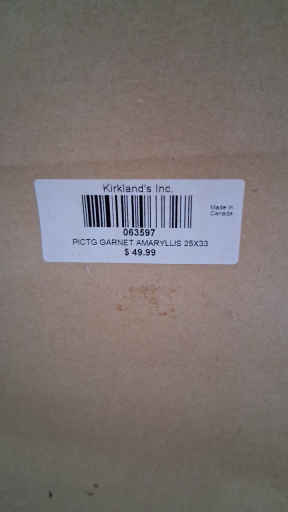 Kirkland's Inc.
Made in
Canada
063597
PICTG GARNET AMARYLLIS 25X33
$ 49.99